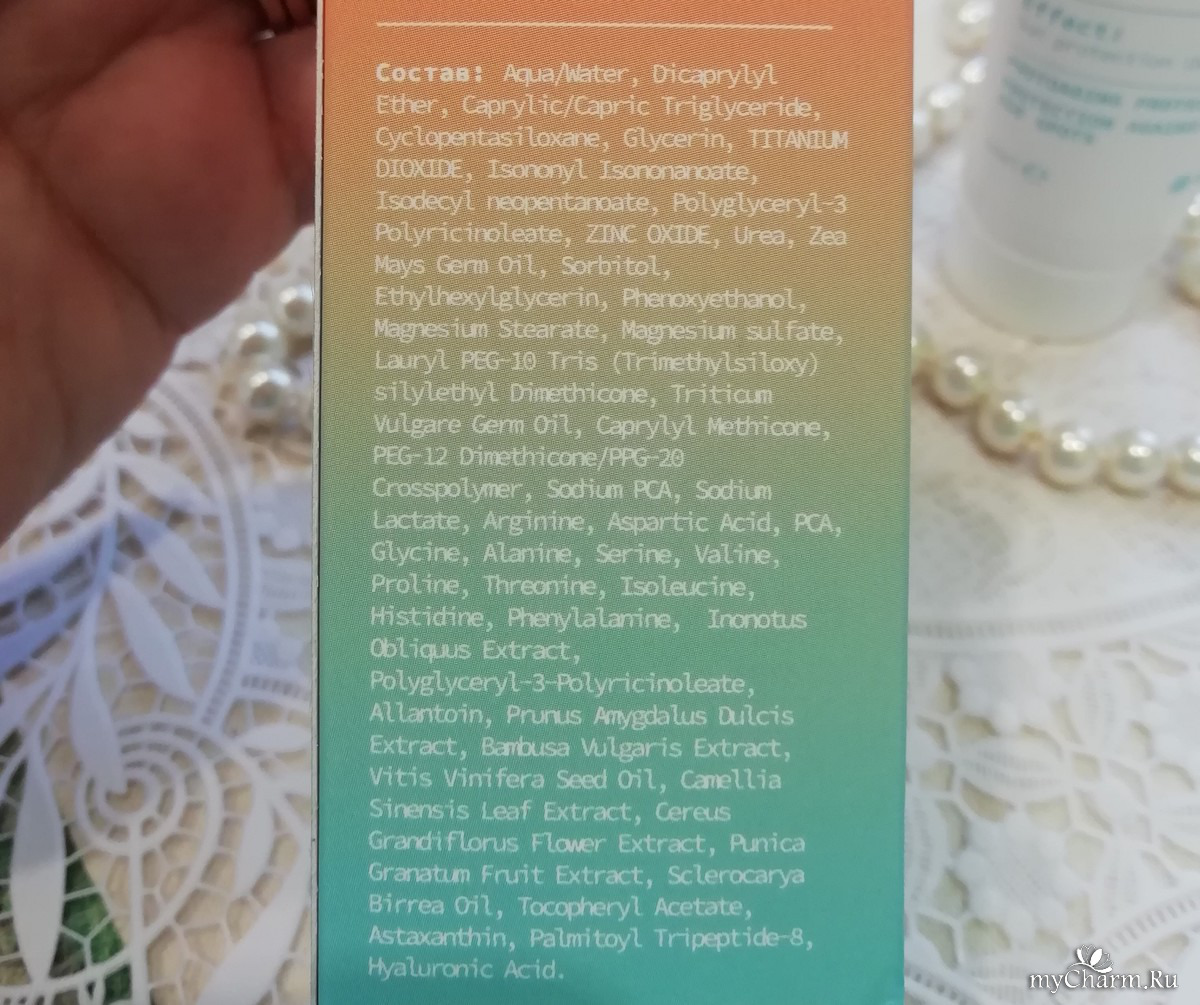 Состав: Aqua/Water, Dicaprylyl
Ether, Caprylic/Capric Triglyceride,
Cyclopentasiloxane, Glycerin, TITANIUM
DIOXIDE, Isononyl Isononanoate,
Isodecyl neopentanoate, Polyglyceryl-3
Polyricinoleate, ZINC OXIDE, Urea, Zea
Mays Germ Oil, Sorbitol,
Ethylhexylglycerin, Phenoxyethanol,
Magnesium Stearate, Magnesium sulfate,
Lauryl PEG-10 Tris (Trimethylsiloxy)
silylethyl Dimethicone, Triticum
Vulgare Germ Oil, Caprylyl Methicone,
PEG-12 Dimethicone/PPG-20
Crosspolymer, Sodium PCA, Sodium
Lactate, Arginine, Aspartic Acid, PCA,
Glycine, Alanine, Serine, Valine,
Proline, Threonine, Isoleucine,
Histidine, Phenylalanine, Inonotus
Obliquus Extract,
Polyglyceryl-3-Polyricinoleate,
Allantoin, Prunus Amygdalus Dulcis
Extract, Bambusa Vulgaris Extract,
Vitis Vinifera Seed Oil, Camellia
Sinensis Leaf Extract, Cereus
Grandiflorus Flower Extract, Punica
Granatum Fruit Extract, Sclerocarya
Birrea Oil, Tocopheryl Acetate,
Astaxanthin, Palmitoyl Tripeptide-8,
Hyaluronic Acid.
Effect:
myCharm.Ru